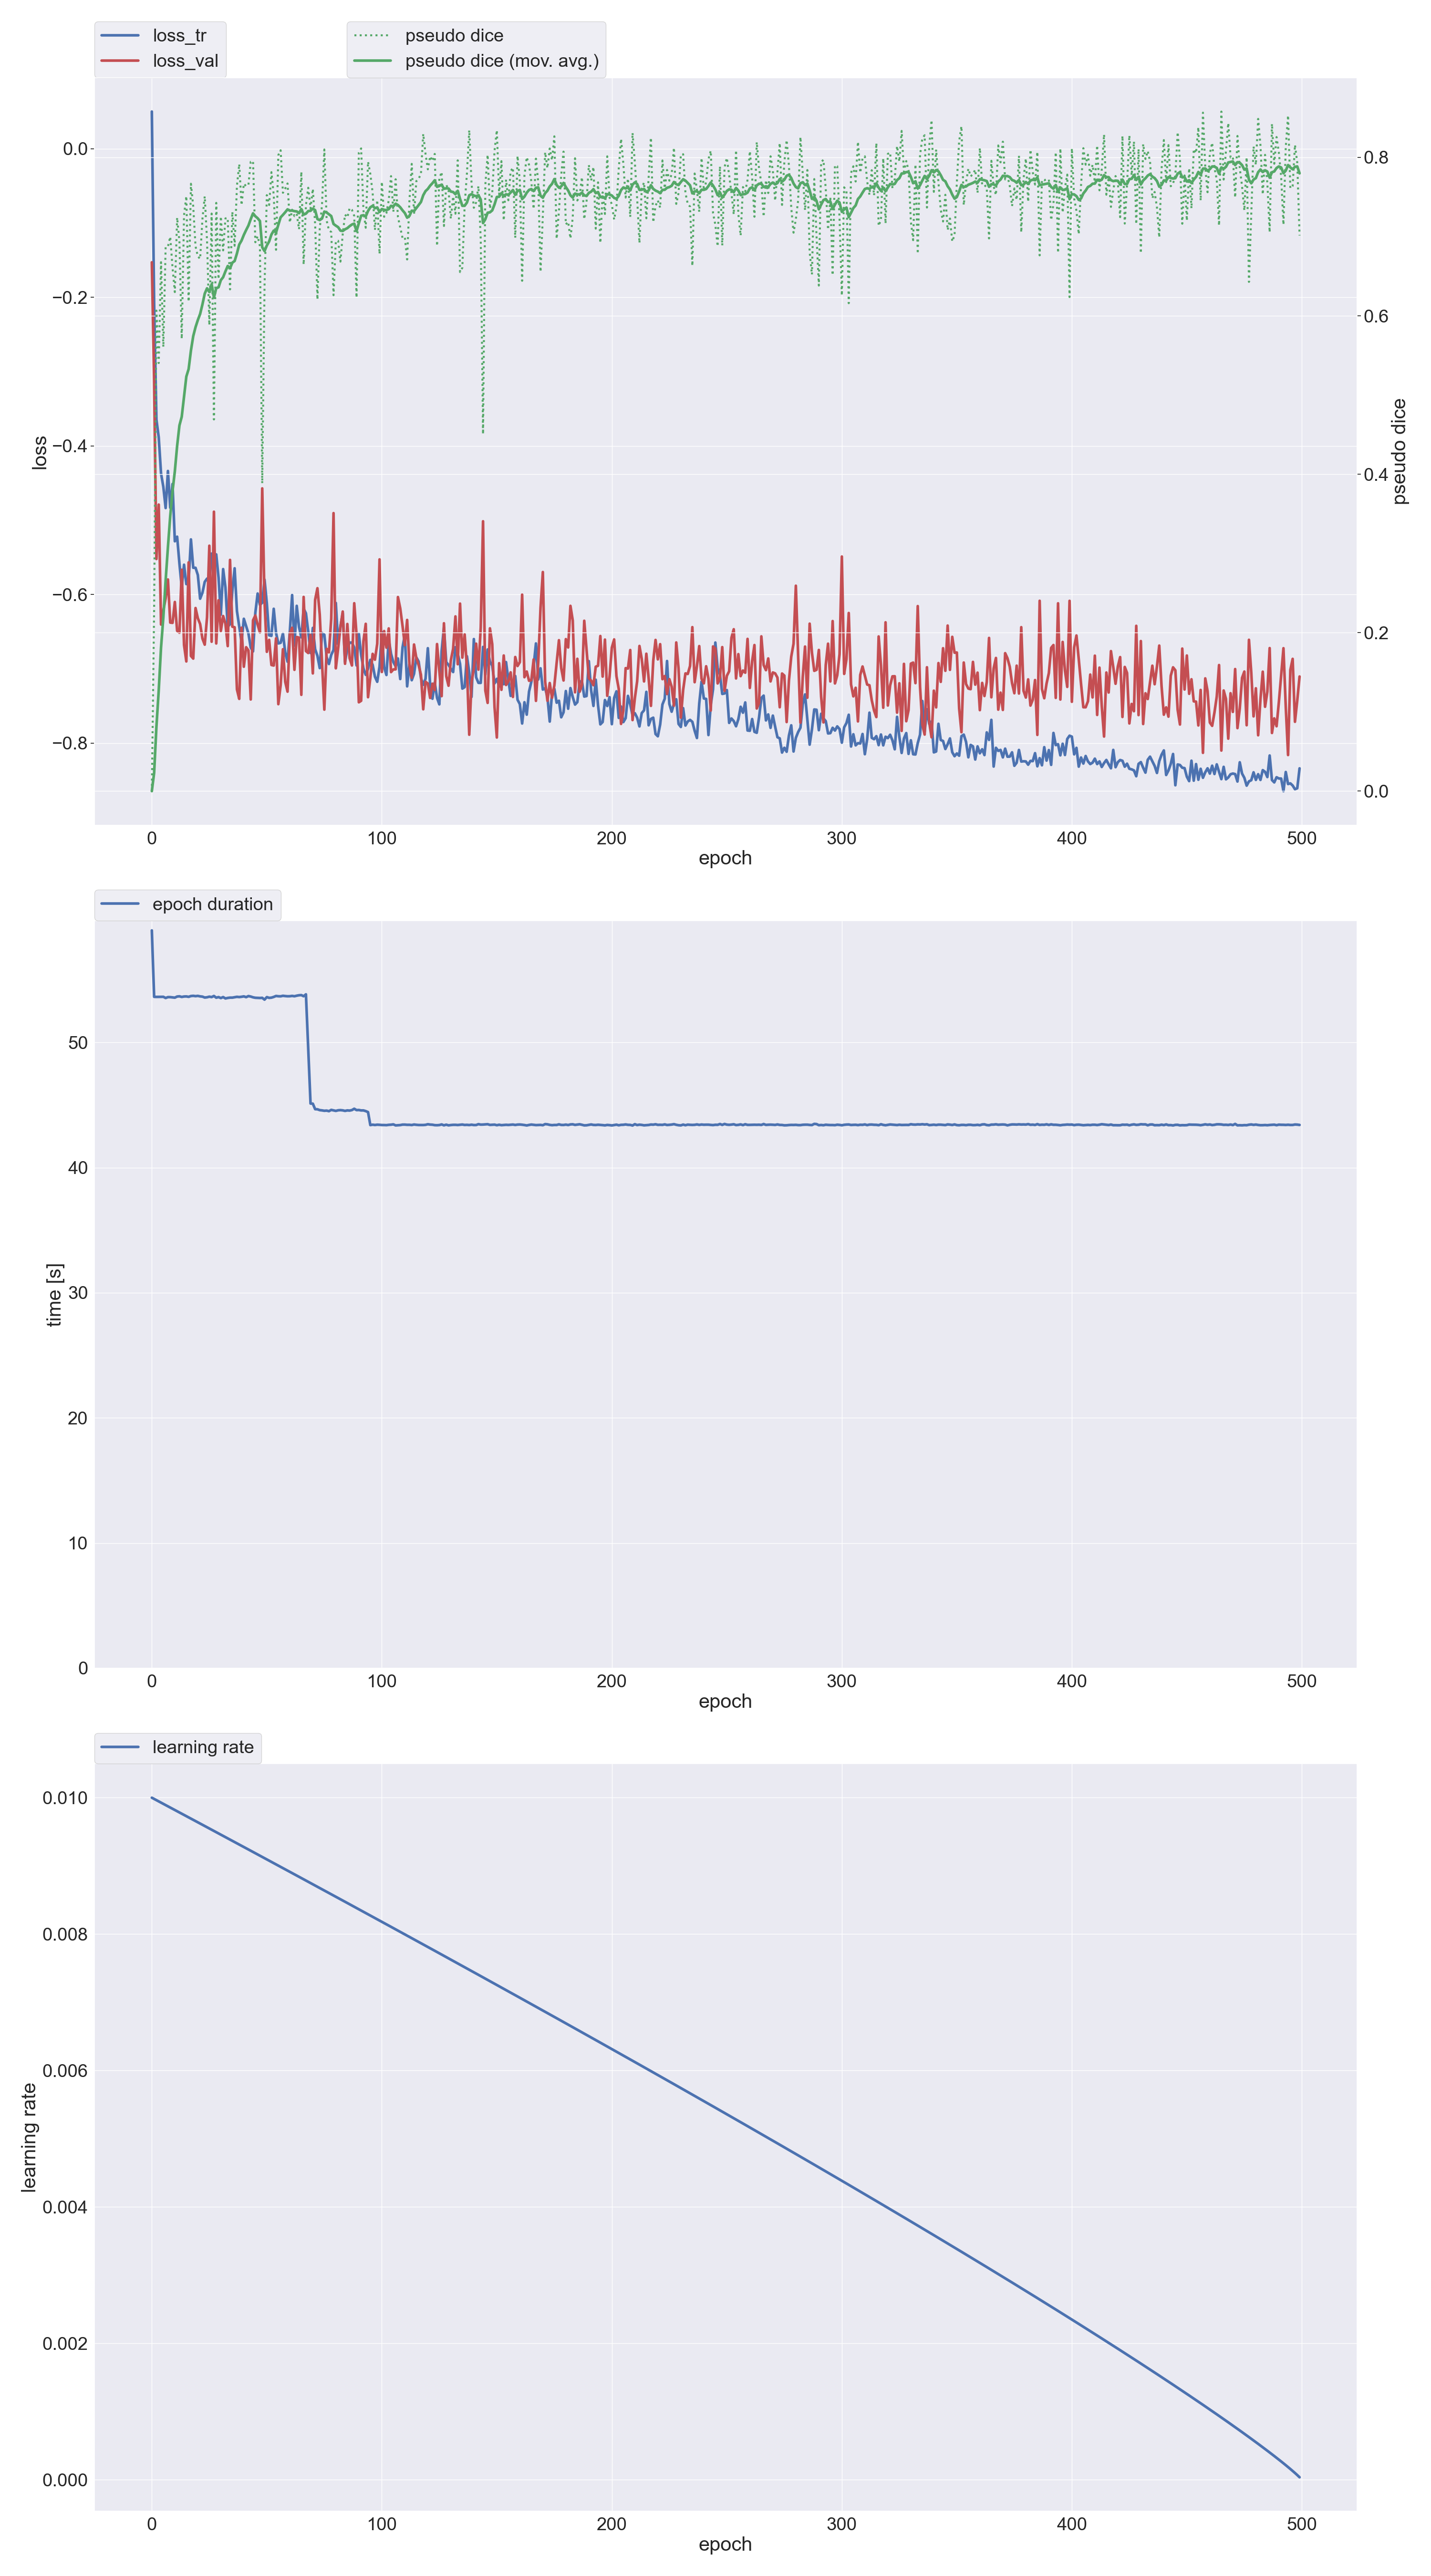 loss_tr
loss_val
pseudo dice
pseudo dice (mov. avg.)
0.0
−0.2
−0.4
−0.6
−0.8
loss
0.8
0.6
0.4
0.2
0.0
pseudo dice
0 100 200 300 400 500
epoch
epoch duration
50
40
30
20
10
0
time [s]
0 100 200 300 400 500
epoch
learning rate
0.010
0.008
0.006
0.004
0.002
0.000
learning rate
0 100 200 300 400 500
epoch